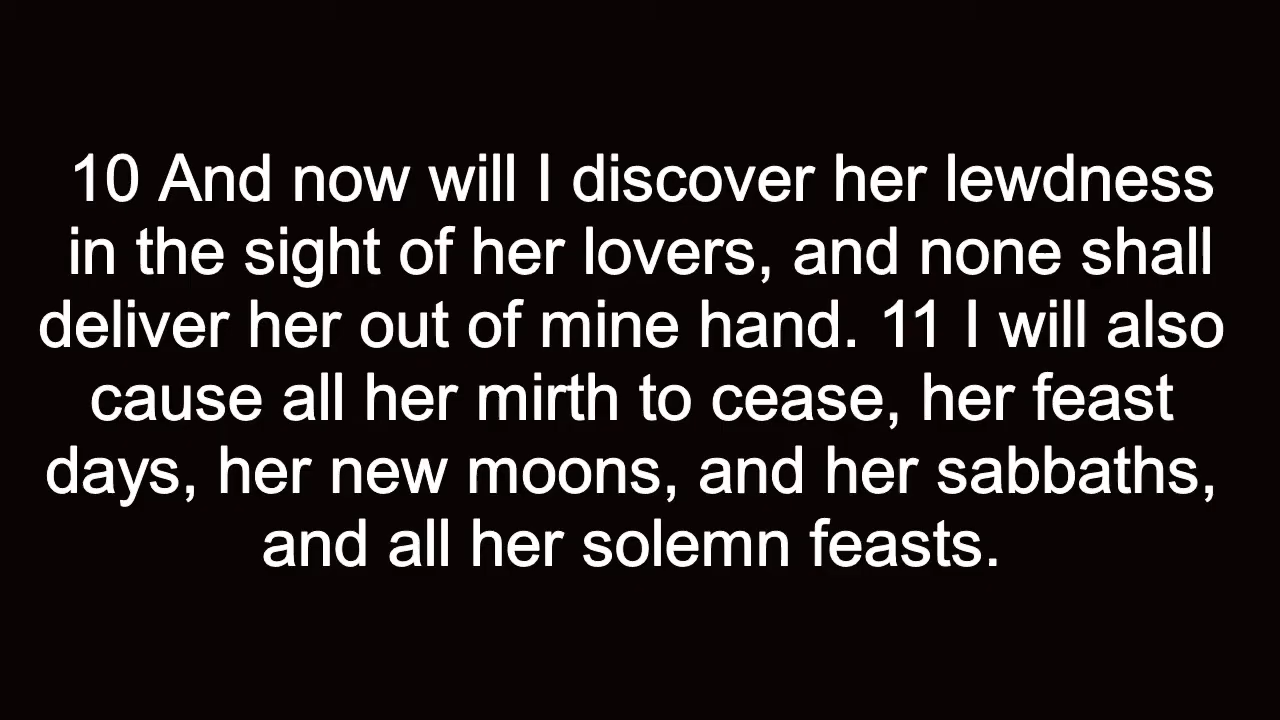 10 And now will I discover her lewdness
in the sight of her lovers, and none shall
deliver her out of mine hand. 11 I will also
cause all her mirth to cease, her feast
days, her new moons, and her sabbaths,
and all her solemn feasts.